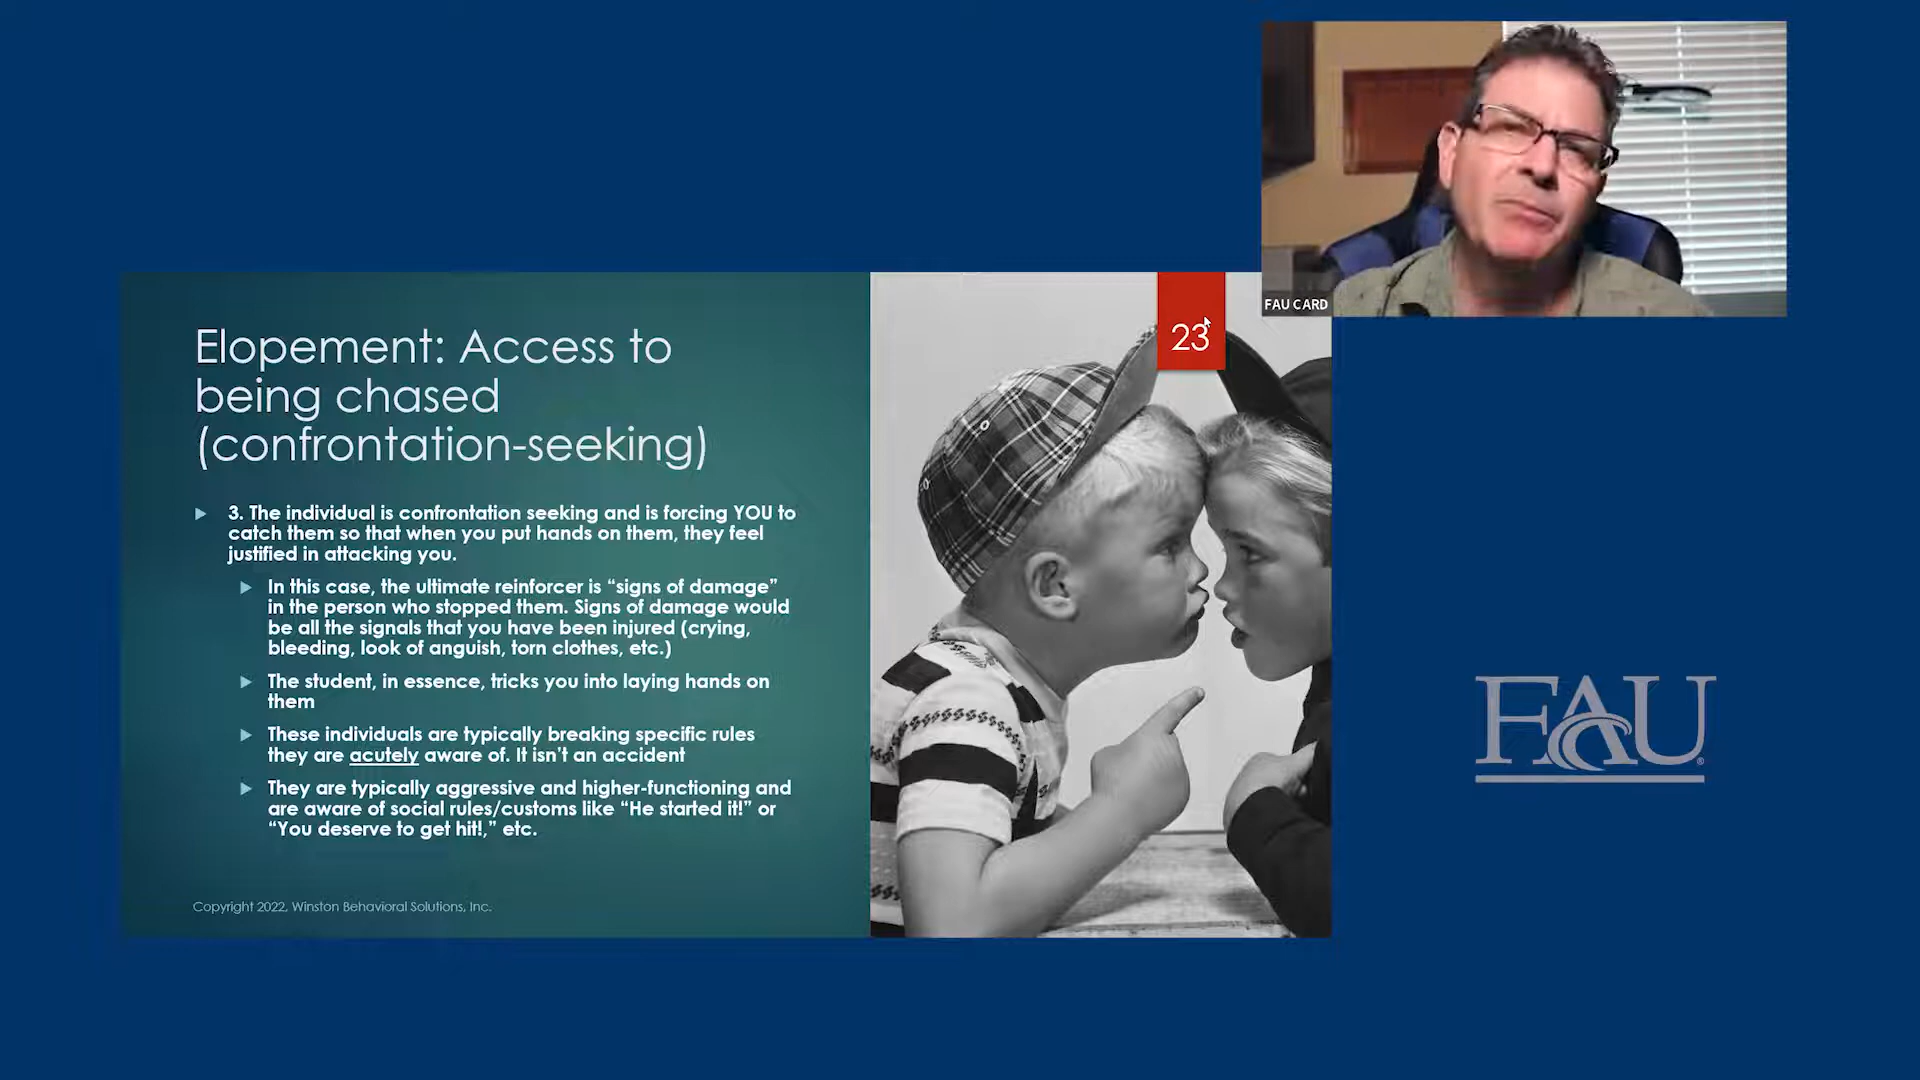 FAU CARD
23
Elopement: Access to
being chased
(confrontation-seeking)
3. The individual is confrontation seeking and is forcing YOU to
catch them so that when you put hands on them, they feel
justified in attacking you.
In this case, the ultimate reinforcer is “signs of damage”
in the person who stopped them. Signs of damage would
be all the signals that you have been injured (crying,
bleeding, look of anguish, torn clothes, etc.)
The student, in essence, tricks you into laying hands on
them
These individuals are typically breaking specific rules
they are acutely aware of. It isn’t an accident
They are typically aggressive and higher-functioning and
are aware of social rules/customs like “He started it!” or
“You deserve to get hit!,” etc.
Copyright 2022, Winston Behavioral Solutions, Inc.
FAU®